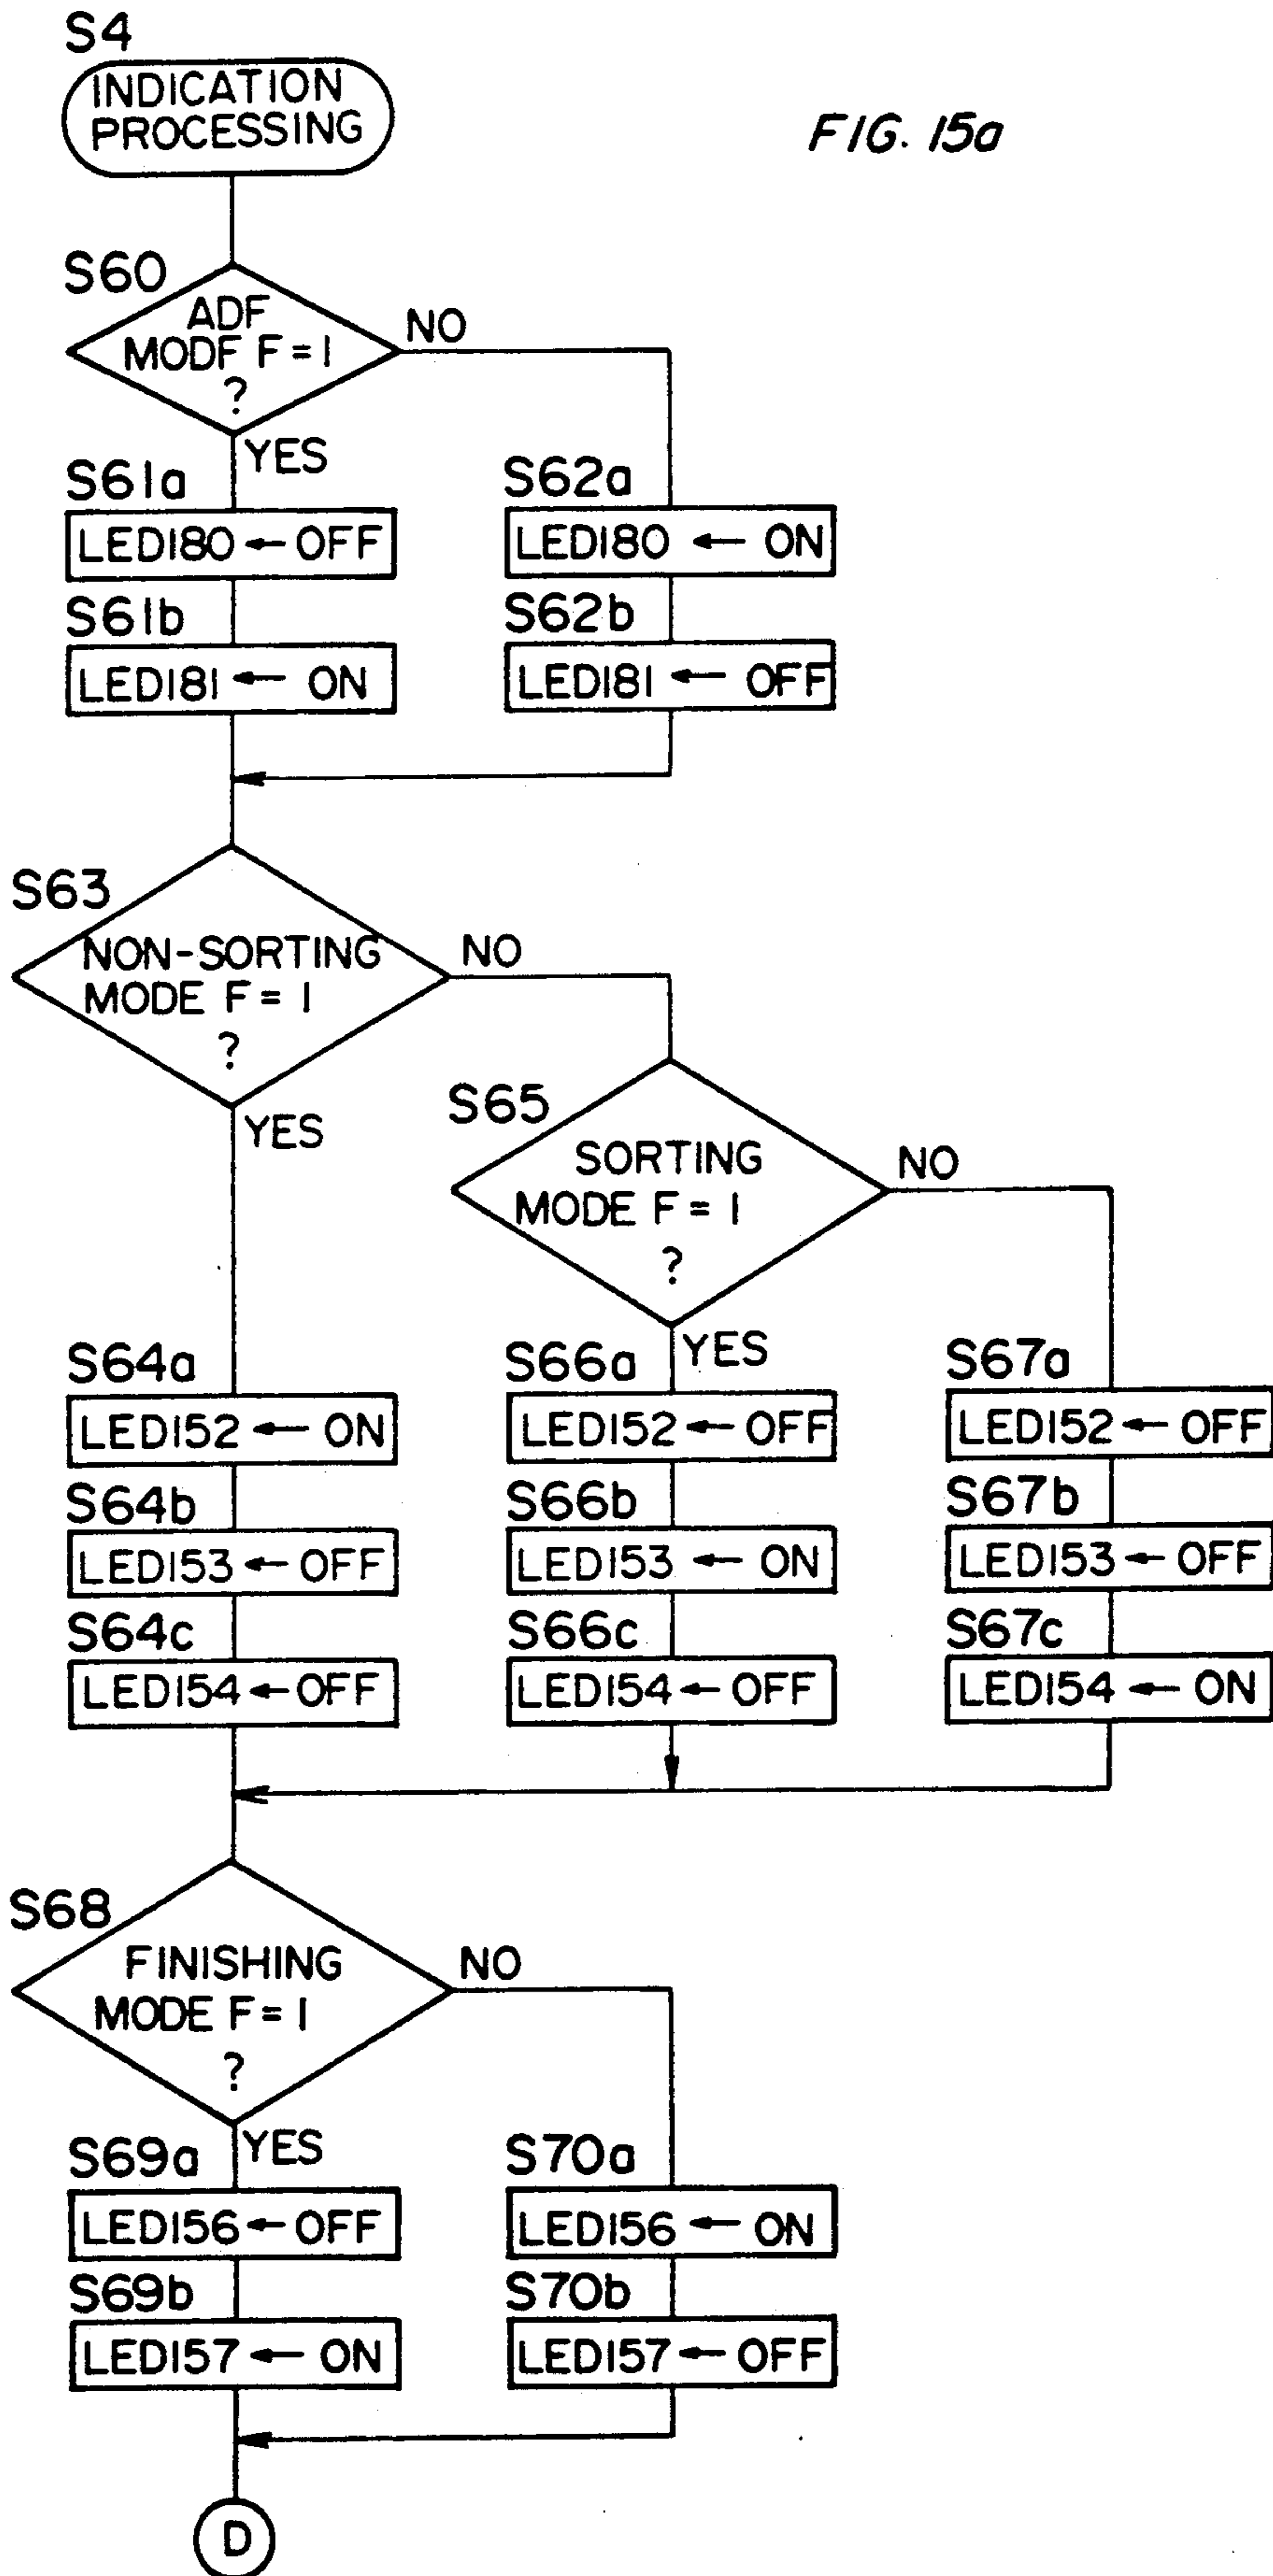 S4
INDICATION
PROCESSING
FIG. 15a
S60
ADF
MODF F = 1
?
NO
YES
S61a
LED180 ← OFF
S61b
LED181 ← ON
S62a
LED180 ← ON
S62b
LED181 ← OFF
S63
NON-SORTING
MODE F = 1
?
NO
YES
S65
SORTING
MODE F = 1
?
NO
YES
S64a
LED152 ← ON
S64b
LED153 ← OFF
S64c
LED154 ← OFF
S66a
LED152 ← OFF
S66b
LED153 ← ON
S66c
LED154 ← OFF
S67a
LED152 ← OFF
S67b
LED153 ← OFF
S67c
LED154 ← ON
S68
FINISHING
MODE F = 1
?
NO
YES
S69a
LED156 ← OFF
S69b
LED157 ← ON
S70a
LED156 ← ON
S70b
LED157 ← OFF
D